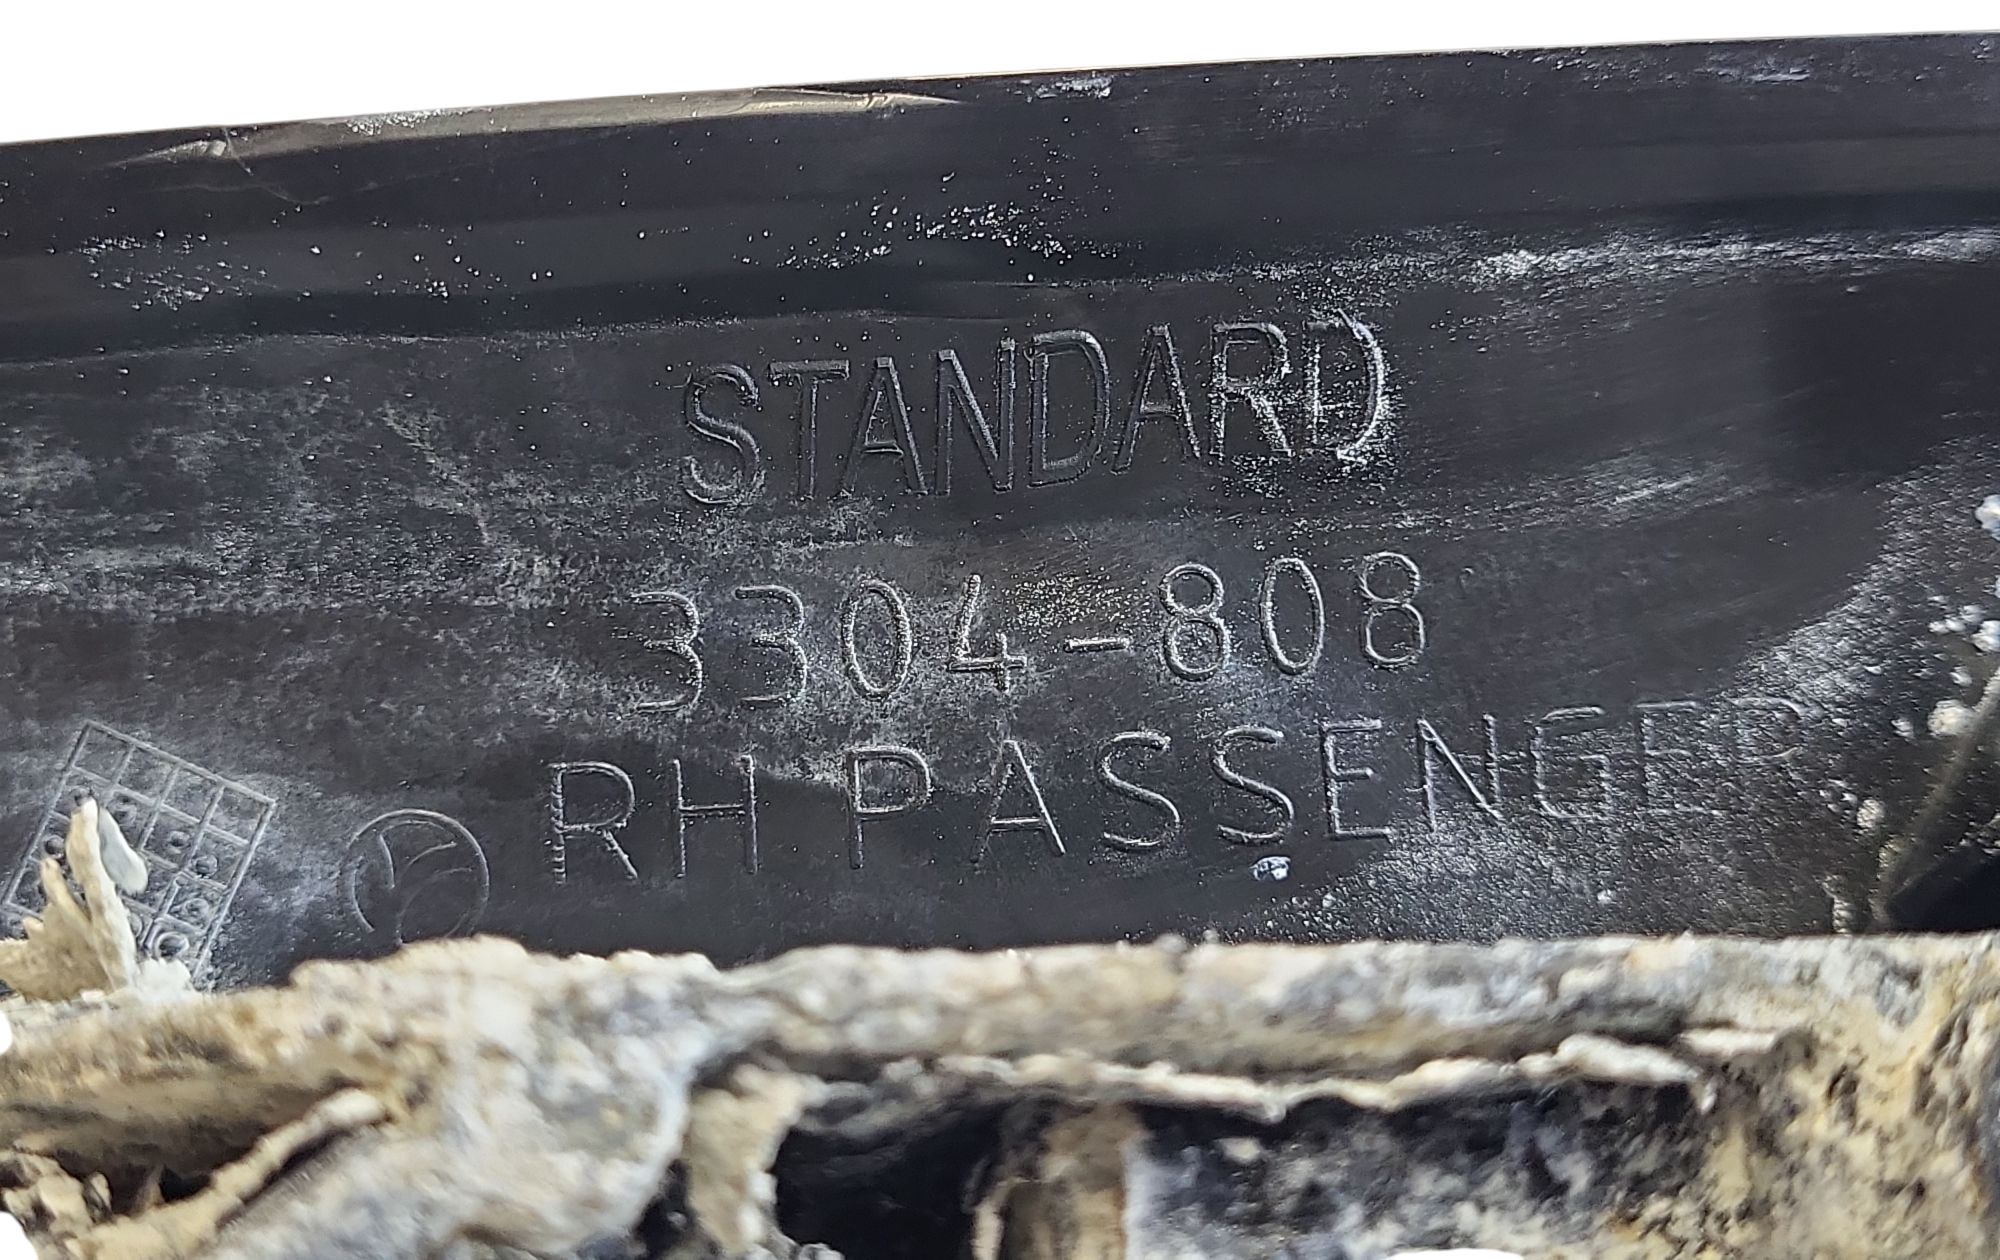 STANDARD
3304-808
RH PASSENGER